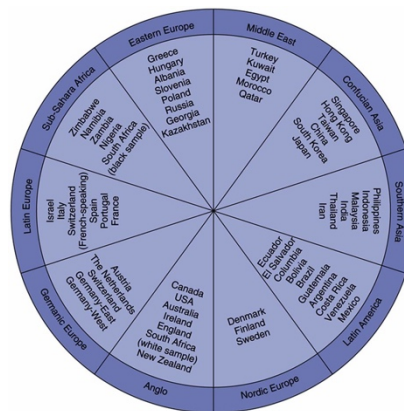 Eastern Europe
Greece
Hungary
Albania
Slovenia
Poland
Russia
Georgia
Kazakhstan
Middle East
Turkey
Kuwait
Egypt
Morocco
Qatar
Confucian Asia
Singapore
Hong Kong
Taiwan
China
South Korea
Japan
Southern Asia
Philippines
Indonesia
Malaysia
India
Thailand
Iran
Latin America
Ecuador
El Salvador
Columbia
Bolivia
Brazil
Guatemala
Argentina
Costa Rica
Venezuela
Mexico
Nordic Europe
Denmark
Finland
Sweden
Anglo
Canada
USA
Australia
Ireland
England
South Africa
(white sample)
New Zealand
Germanic Europe
Austria
The Netherlands
Switzerland
Germany-East
Germany-West
Latin Europe
Israel
Italy
Switzerland
(French-speaking)
Spain
Portugal
France
Sub-Sahara Africa
Zimbabwe
Namibia
Zambia
Nigeria
South Africa
(black sample)